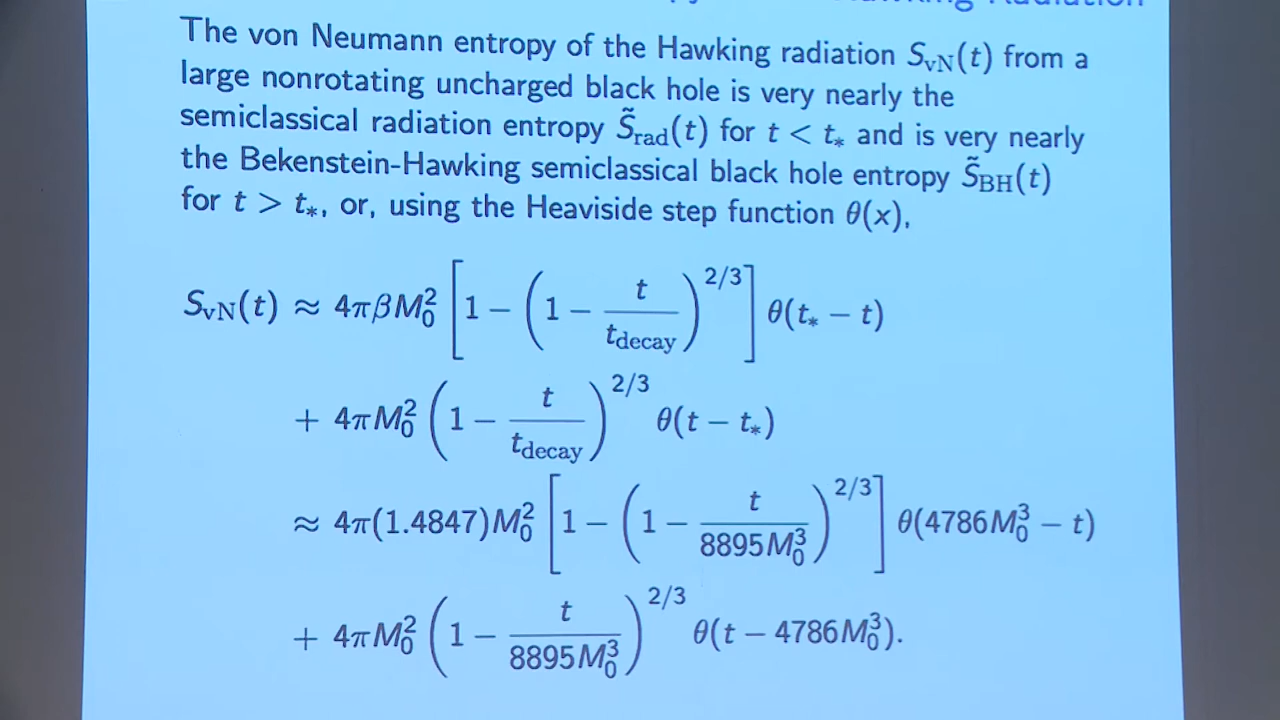 Hawking Radiation
The von Neumann entropy of the Hawking radiation S_vN(t) from a
large nonrotating uncharged black hole is very nearly the
semiclassical radiation entropy S̃_rad(t) for t < t_* and is very nearly
the Bekenstein-Hawking semiclassical black hole entropy S̃_BH(t)
for t > t_*, or, using the Heaviside step function θ(x),
S_vN(t) ≈ 4πβM_0^2 [1 − (1 − t/t_decay)^{2/3}] θ(t_* − t)
+ 4πM_0^2 (1 − t/t_decay)^{2/3} θ(t − t_*)
≈ 4π(1.4847)M_0^2 [1 − (1 − t/8895M_0^3)^{2/3}] θ(4786M_0^3 − t)
+ 4πM_0^2 (1 − t/8895M_0^3)^{2/3} θ(t − 4786M_0^3).